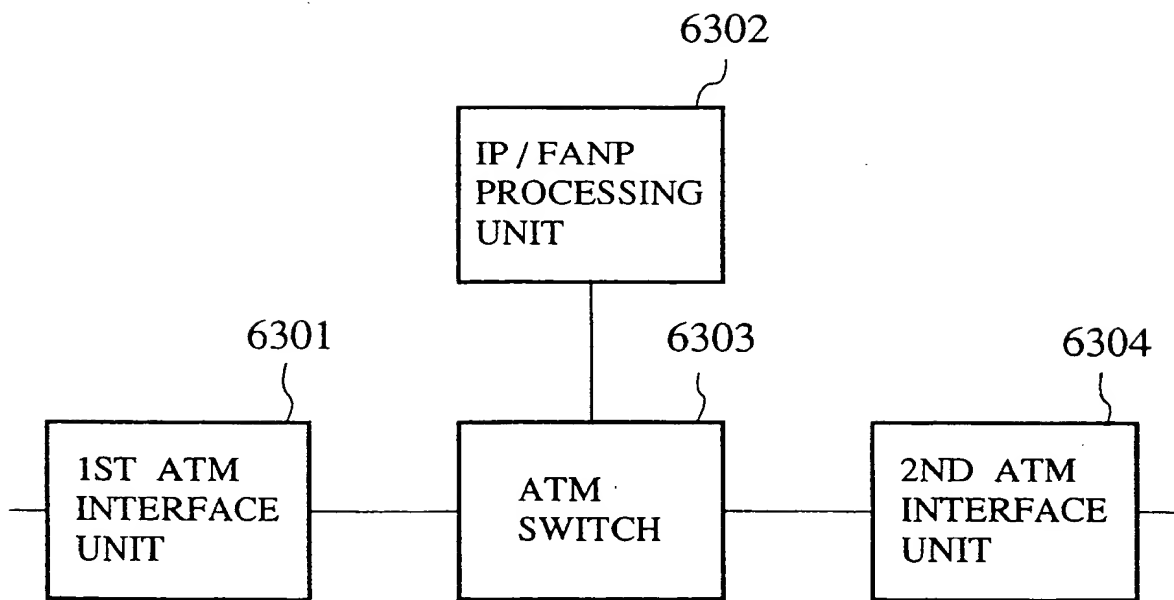 6302
IP / FANP
PROCESSING
UNIT
6301
6303
6304
1ST ATM
INTERFACE
UNIT
ATM
SWITCH
2ND ATM
INTERFACE
UNIT